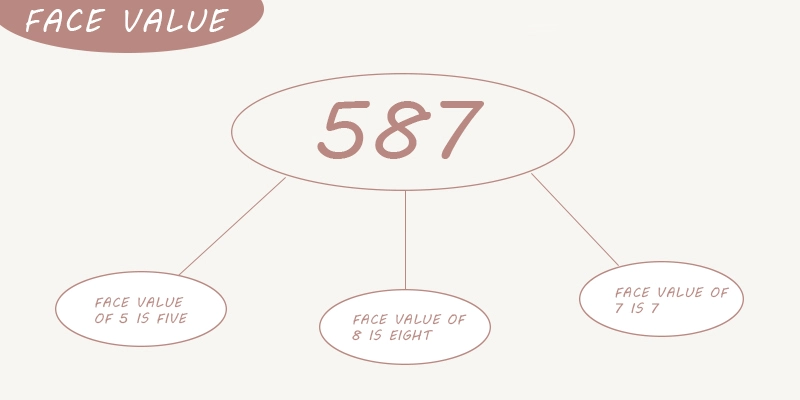 FACE VALUE
587
FACE VALUE
OF 5 IS FIVE
FACE VALUE OF
8 IS EIGHT
FACE VALUE OF
7 IS 7